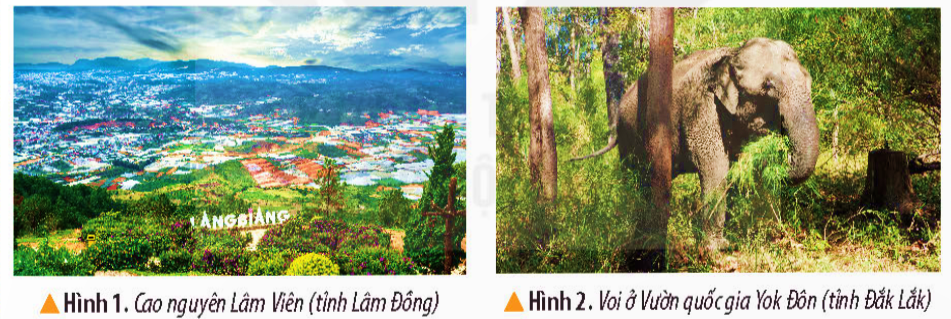 LANGBIANG
▲ Hình 1. Cao nguyên Lâm Viên (tỉnh Lâm Đồng)
▲ Hình 2. Voi ở Vườn quốc gia Yok Đôn (tỉnh Đắk Lắk)